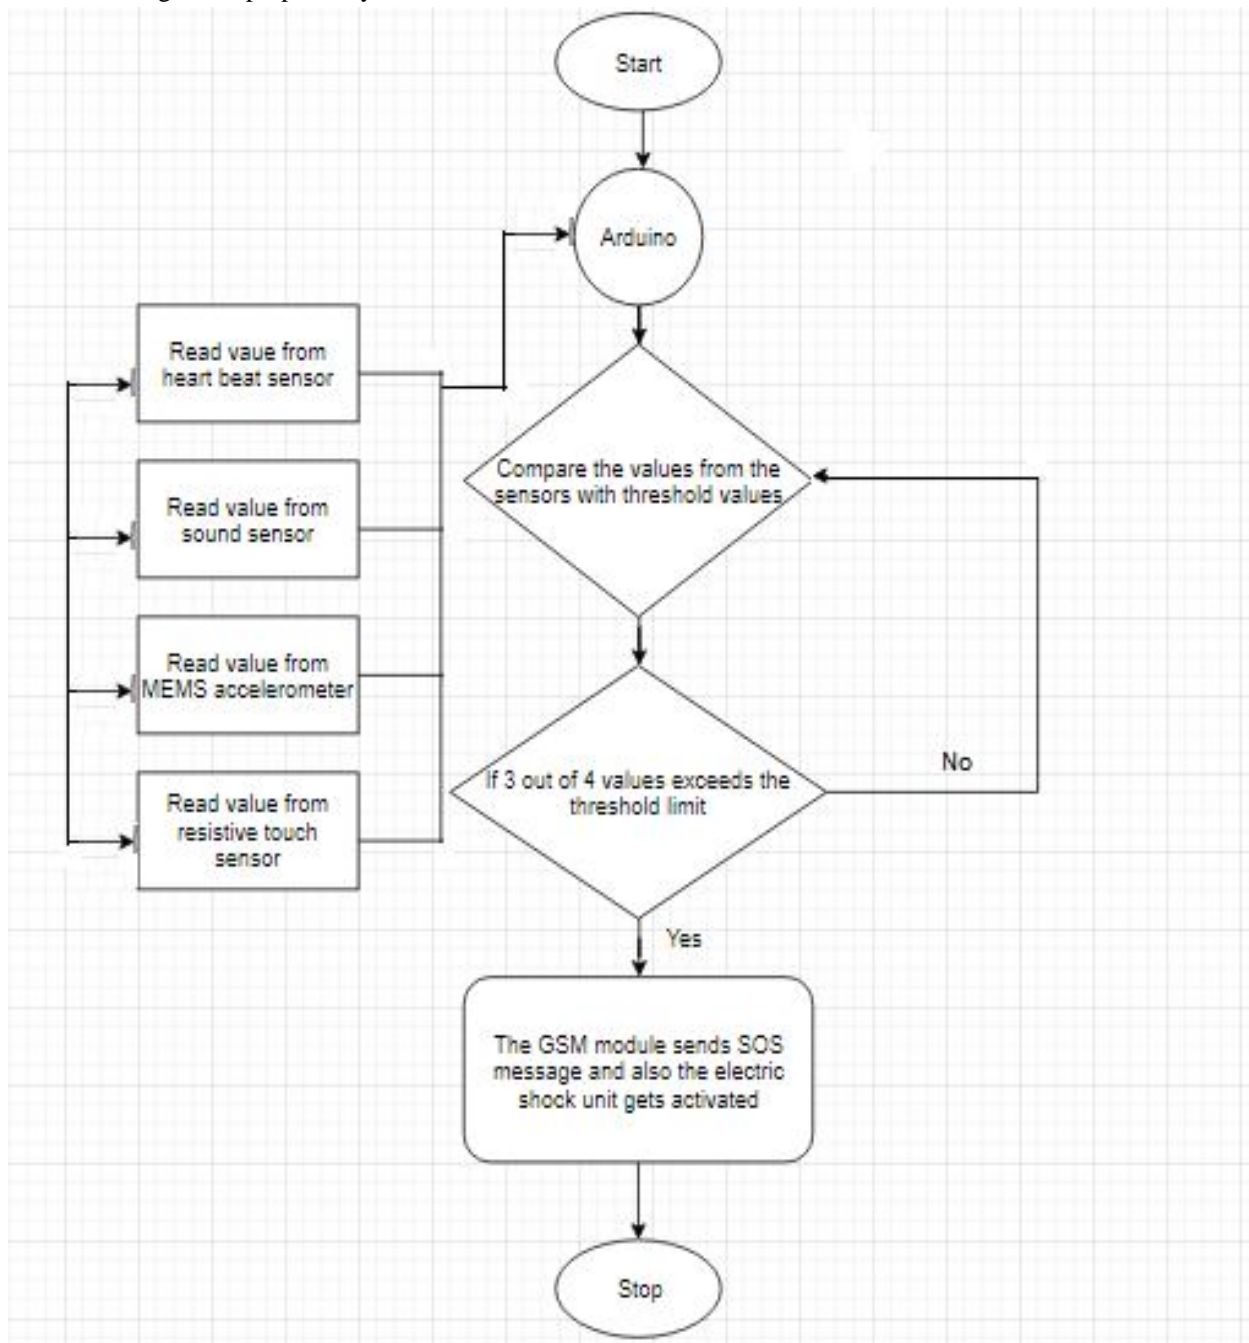 Start
Arduino
Read vaue from
heart beat sensor
Read value from
sound sensor
Read value from
MEMS accelerometer
Read value from
resistive touch
sensor
Compare the values from the
sensors with threshold values
If 3 out of 4 values exceeds the
threshold limit
No
Yes
The GSM module sends SOS
message and also the electric
shock unit gets activated
Stop